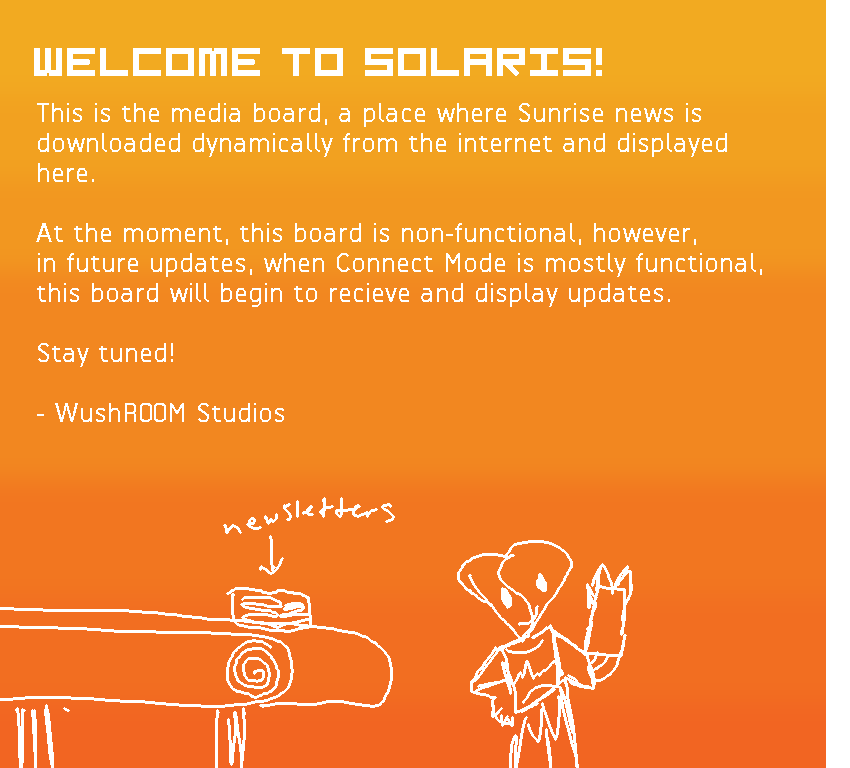 WELCOME TO SOLARIS!
This is the media board, a place where Sunrise news is
downloaded dynamically from the internet and displayed
here.
At the moment, this board is non-functional, however,
in future updates, when Connect Mode is mostly functional,
this board will begin to recieve and display updates.
Stay tuned!
- WushROOM Studios
newsletters